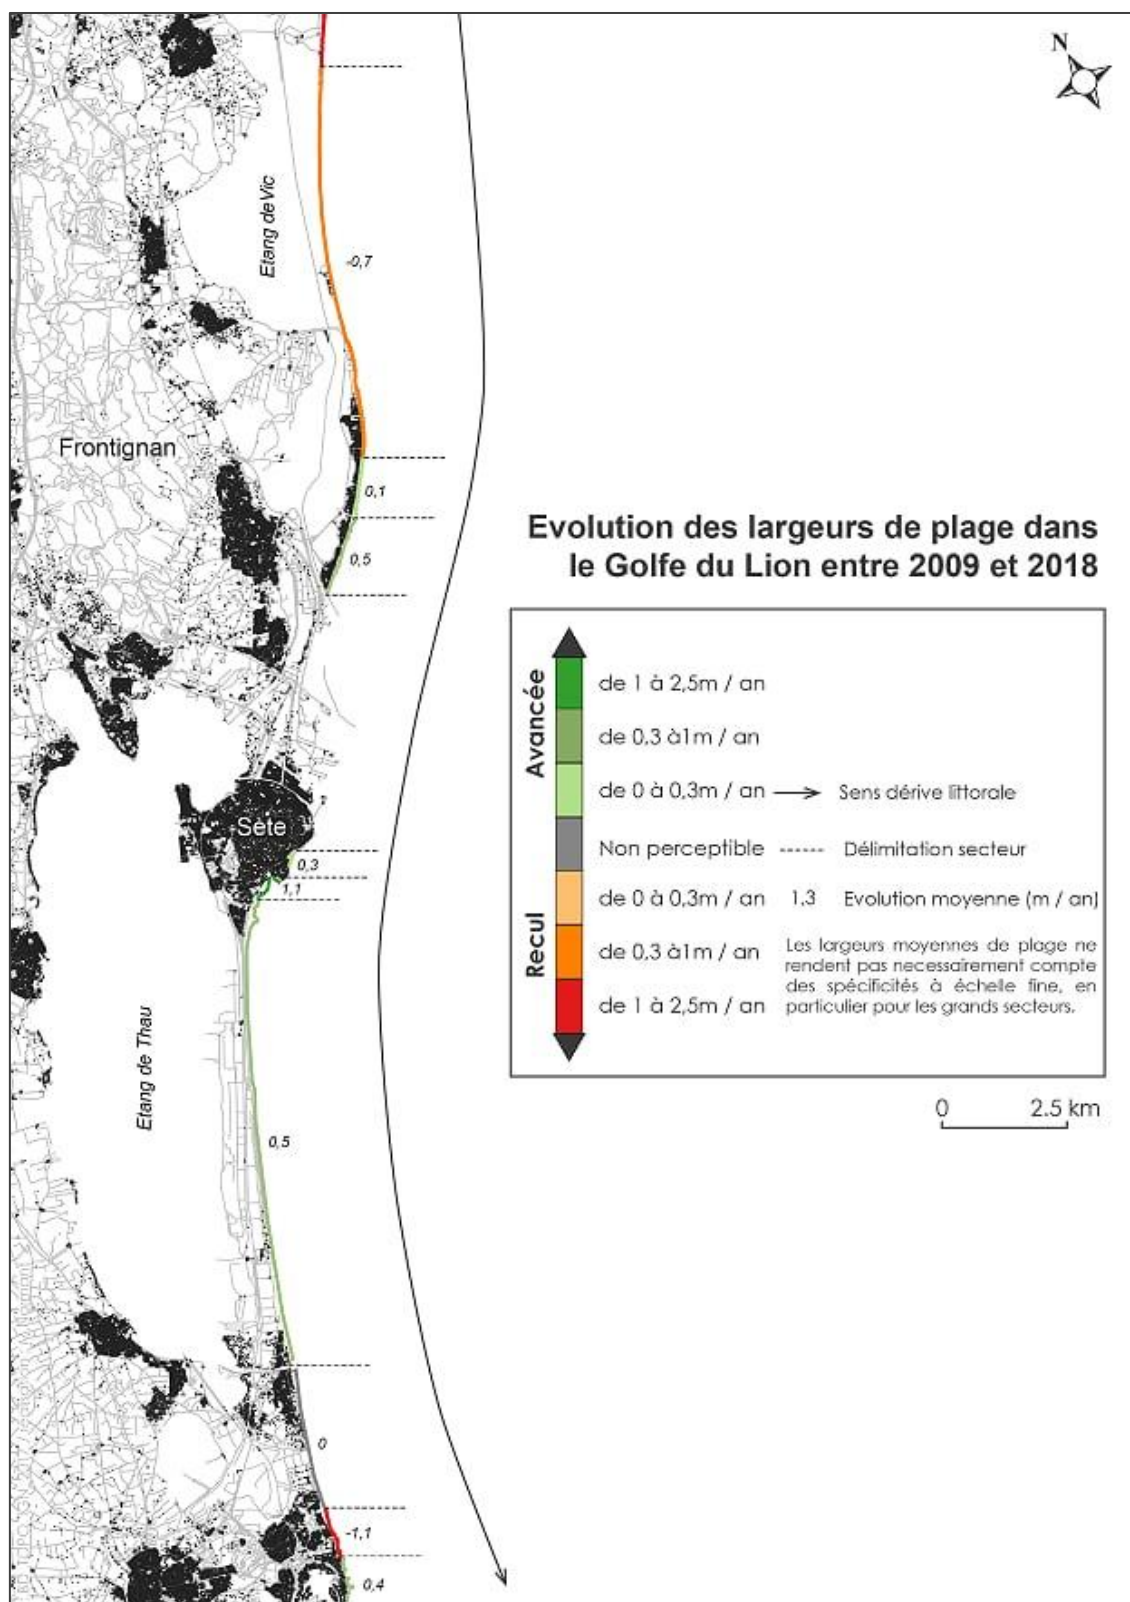 N
Etang de Vic
-0,7
Frontignan
0,1
0,5
Evolution des largeurs de plage dans
le Golfe du Lion entre 2009 et 2018
Avancée
de 1 à 2,5m / an
de 0,3 à1m / an
de 0 à 0,3m / an
Sens dérive littorale
Non perceptible
Délimitation secteur
Recul
de 0 à 0,3m / an
1,3
Evolution moyenne (m / an)
de 0,3 à1m / an
de 1 à 2,5m / an
Les largeurs moyennes de plage ne
rendent pas necessairement compte
des spécificités à échelle fine, en
particulier pour les grands secteurs.
Sète
0,3
1,1
Etang de Thau
0,5
0
2.5 km
0
-1,1
0,4